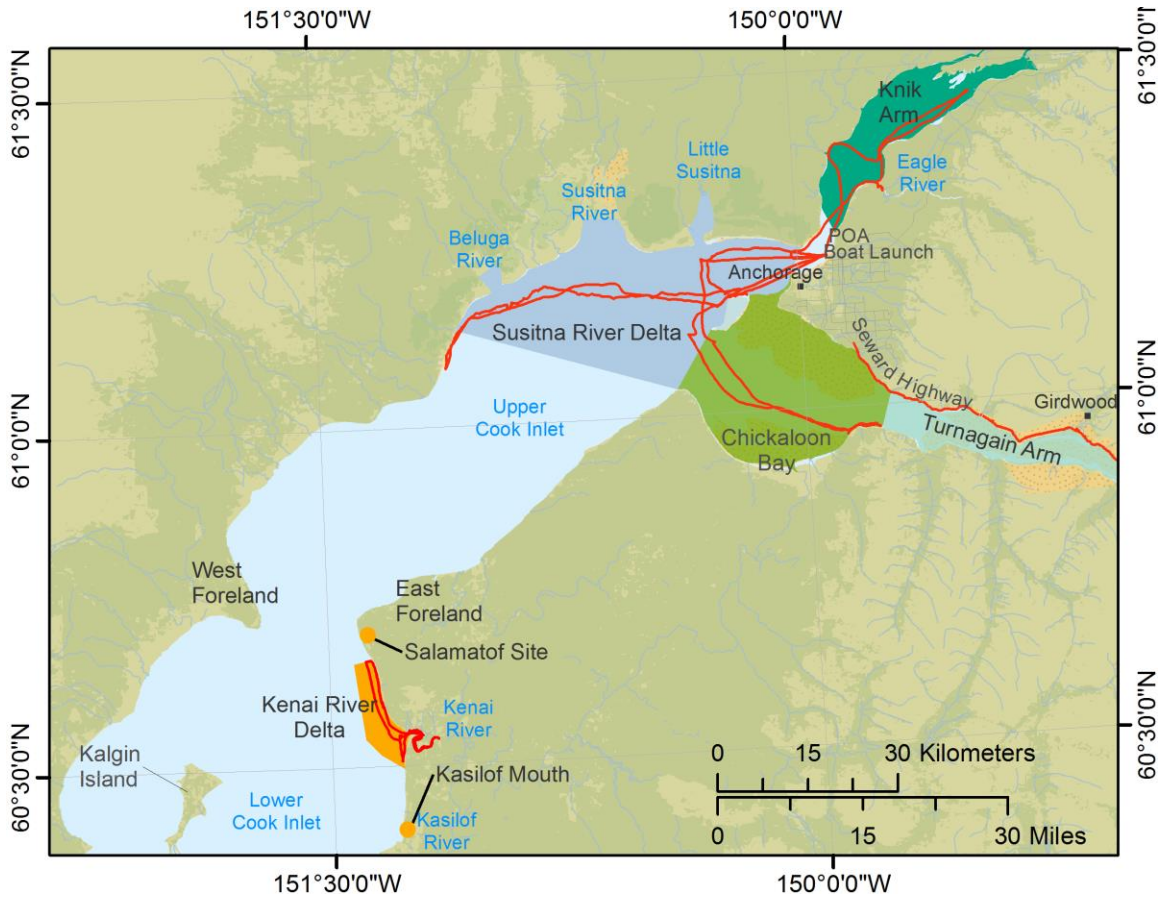 151°30'0"W
150°0'0"W
61°30'0"N
61°30'0"N
Knik
Arm
Little
Susitna
Eagle
River
Susitna
River
Beluga
River
POA
Boat Launch
Anchorage
Susitna River Delta
Seward Highway
61°0'0"N
Girdwood
Upper
Cook Inlet
61°0'0"N
Turnagain Arm
Chickaloon
Bay
West
Foreland
East
Foreland
Salamatof Site
Kenai River
Delta
Kenai
River
60°30'0"N
0 15 30 Kilometers
Kalgin
Island
Kasilof Mouth
60°30'0"N
Lower
Cook Inlet
Kasilof
River
0 15 30 Miles
151°30'0"W
150°0'0"W